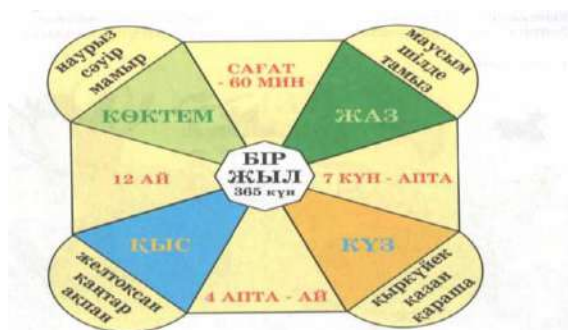 наурыз
сәуір
мамыр
САҒАТ
- 60 МИН
маусым
шілде
тамыз
КӨКТЕМ
ЖАЗ
12 АЙ
БІР
ЖЫЛ
365 күн
7 КҮН - АПТА
ҚЫС
КҮЗ
желтоқсан
қантар
ақпан
4 АПТА - АЙ
қыркүйек
қазан
қараша